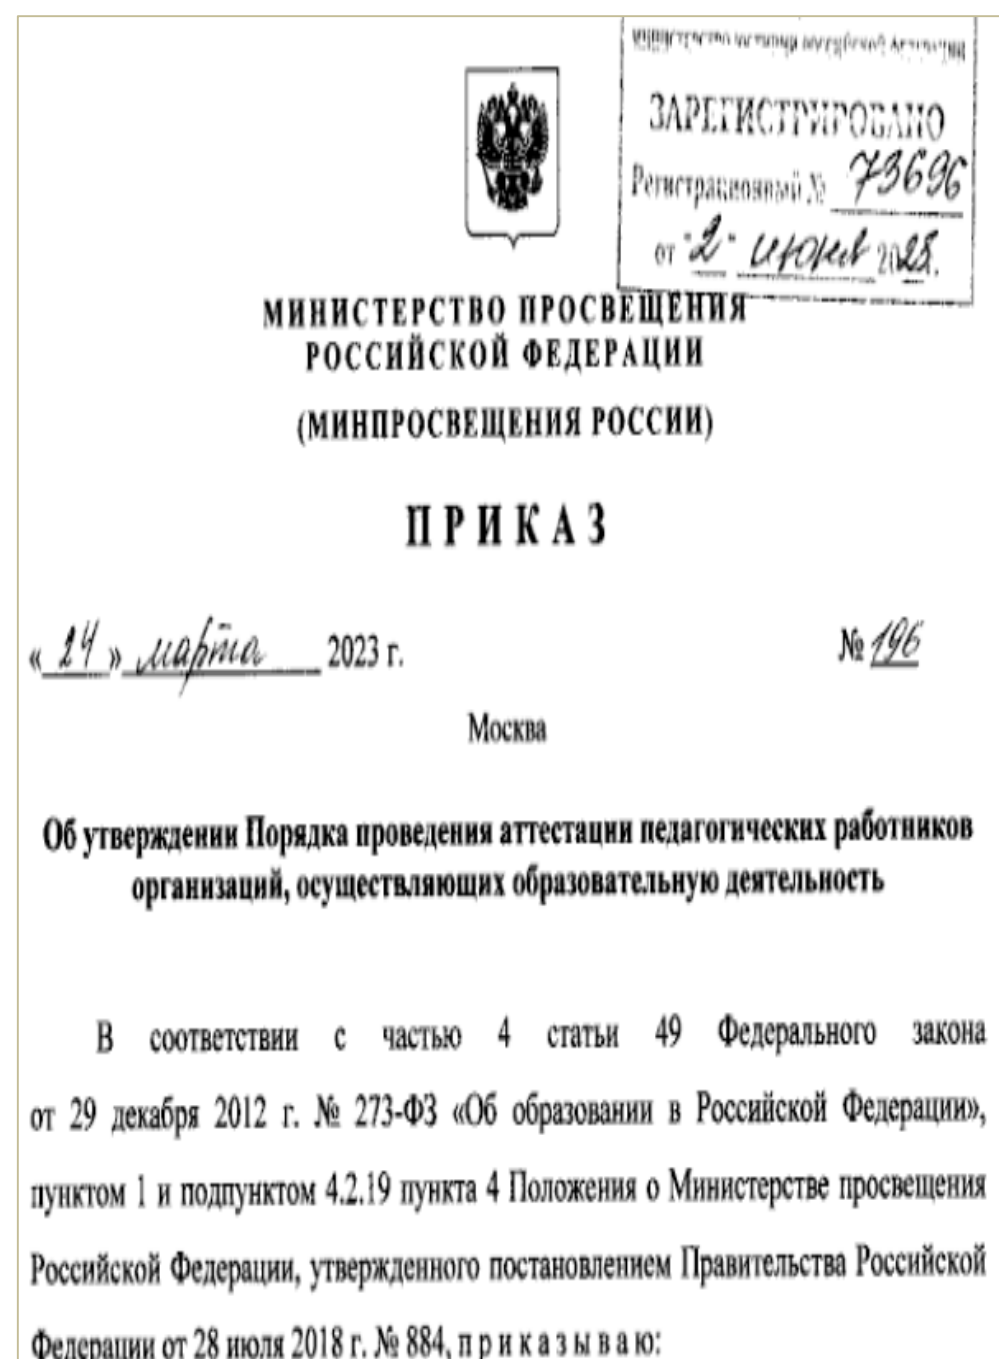 ЗАРЕГИСТРИРОВАНО
Регистрационный № 73696
от "2" июня 2023.
МИНИСТЕРСТВО ПРОСВЕЩЕНИЯ
РОССИЙСКОЙ ФЕДЕРАЦИИ
(МИНПРОСВЕЩЕНИЯ РОССИИ)
ПРИКАЗ
« 24 » марта 2023 г.
№ 196
Москва
Об утверждении Порядка проведения аттестации педагогических работников
организаций, осуществляющих образовательную деятельность
В соответствии с частью 4 статьи 49 Федерального закона
от 29 декабря 2012 г. № 273-ФЗ «Об образовании в Российской Федерации»,
пунктом 1 и подпунктом 4.2.19 пункта 4 Положения о Министерстве просвещения
Российской Федерации, утвержденного постановлением Правительства Российской
Федерации от 28 июля 2018 г. № 884, приказываю: